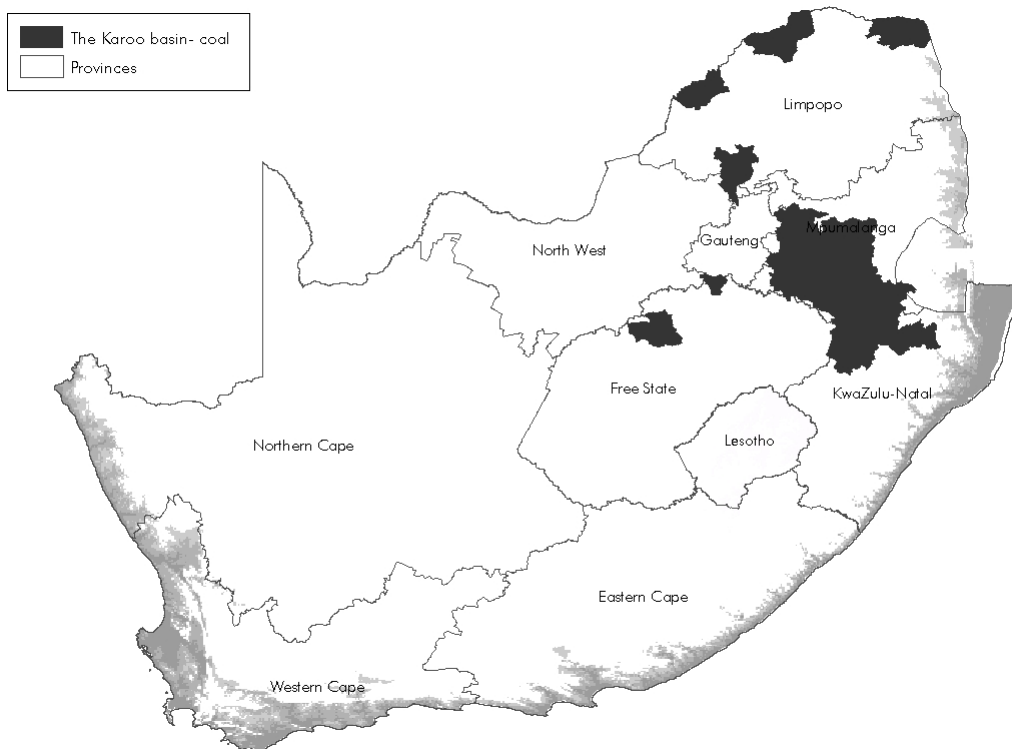 The Karoo basin- coal
Provinces
Limpopo
Mpumalanga
Gauteng
North West
Free State
KwaZulu-Natal
Lesotho
Northern Cape
Eastern Cape
Western Cape